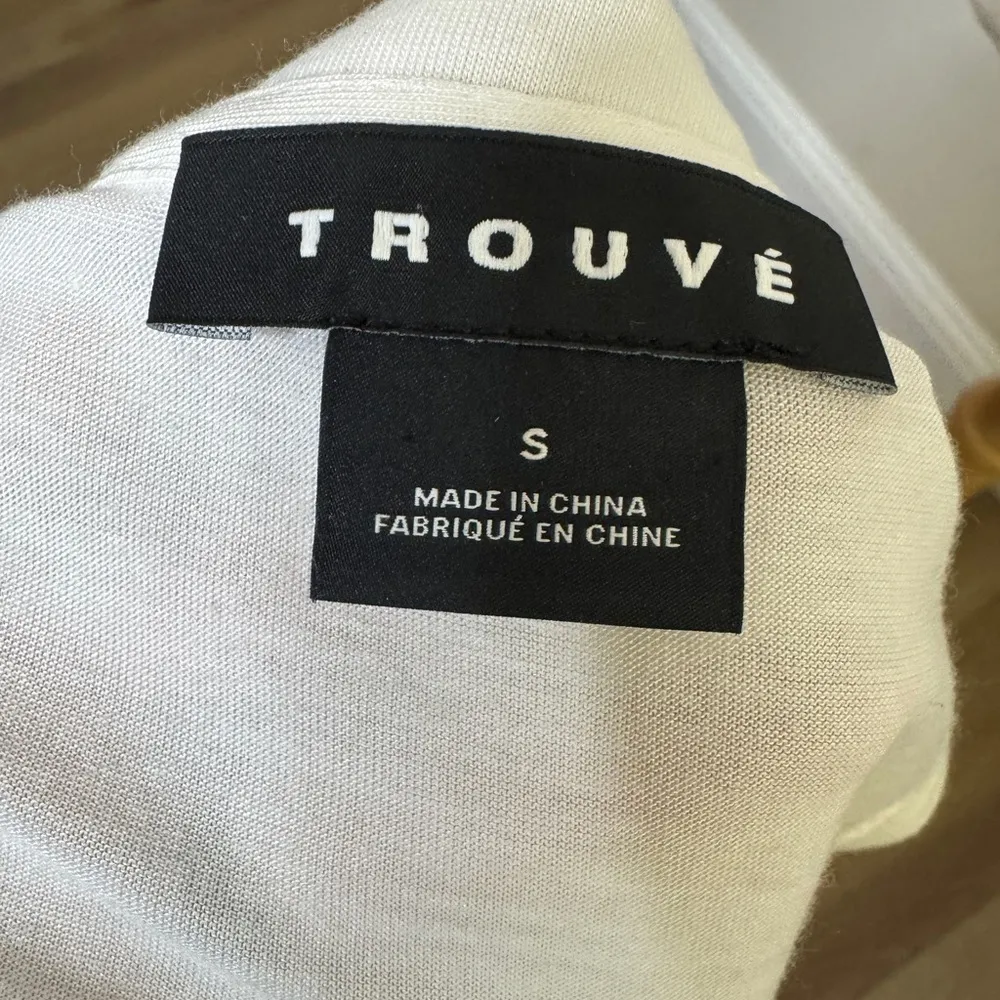 TROUVÉ
S
MADE IN CHINA
FABRIQUÉ EN CHINE